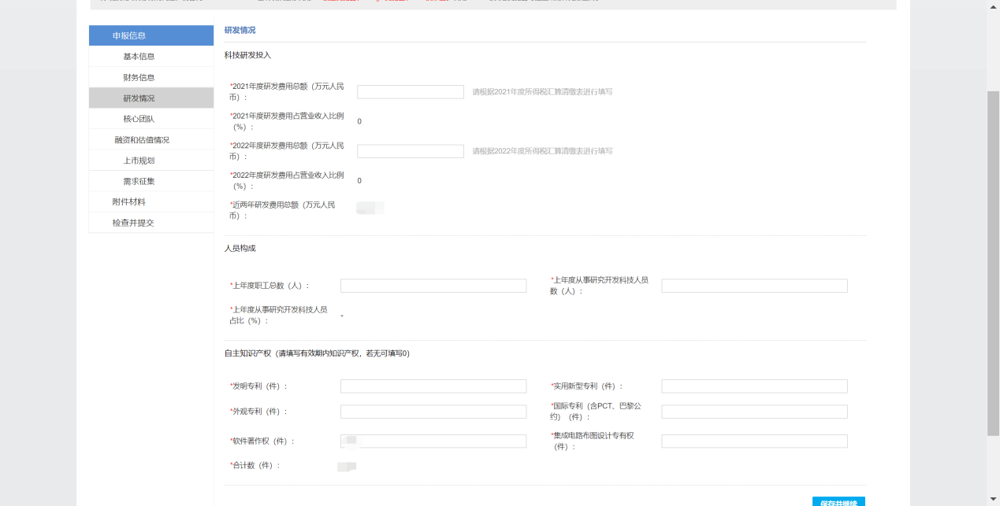 申报信息
基本信息
财务信息
研发情况
核心团队
融资和估值情况
上市规划
需求征集
附件材料
检查并提交
研发情况
科技研发投入
*2021年度研发费用总额（万元人民
币）：
请根据2021年度所得税汇算清缴表进行填写
*2021年度研发费用占营业收入比例
（%）：
0
*2022年度研发费用总额（万元人民
币）：
请根据2022年度所得税汇算清缴表进行填写
*2022年度研发费用占营业收入比例
（%）：
0
*近两年研发费用总额（万元人民
币）：
人员构成
*上年度职工总数（人）：
*上年度从事研究开发科技人员
数（人）：
*上年度从事研究开发科技人员
占比（%）：
-
自主知识产权（请填写有效期内知识产权，若无可填写0）
*发明专利（件）：
*实用新型专利（件）：
*外观专利（件）：
*国际专利（含PCT、巴黎公
约）（件）：
*软件著作权（件）：
*集成电路布图设计专有权
（件）：
*合计数（件）：
保存并继续